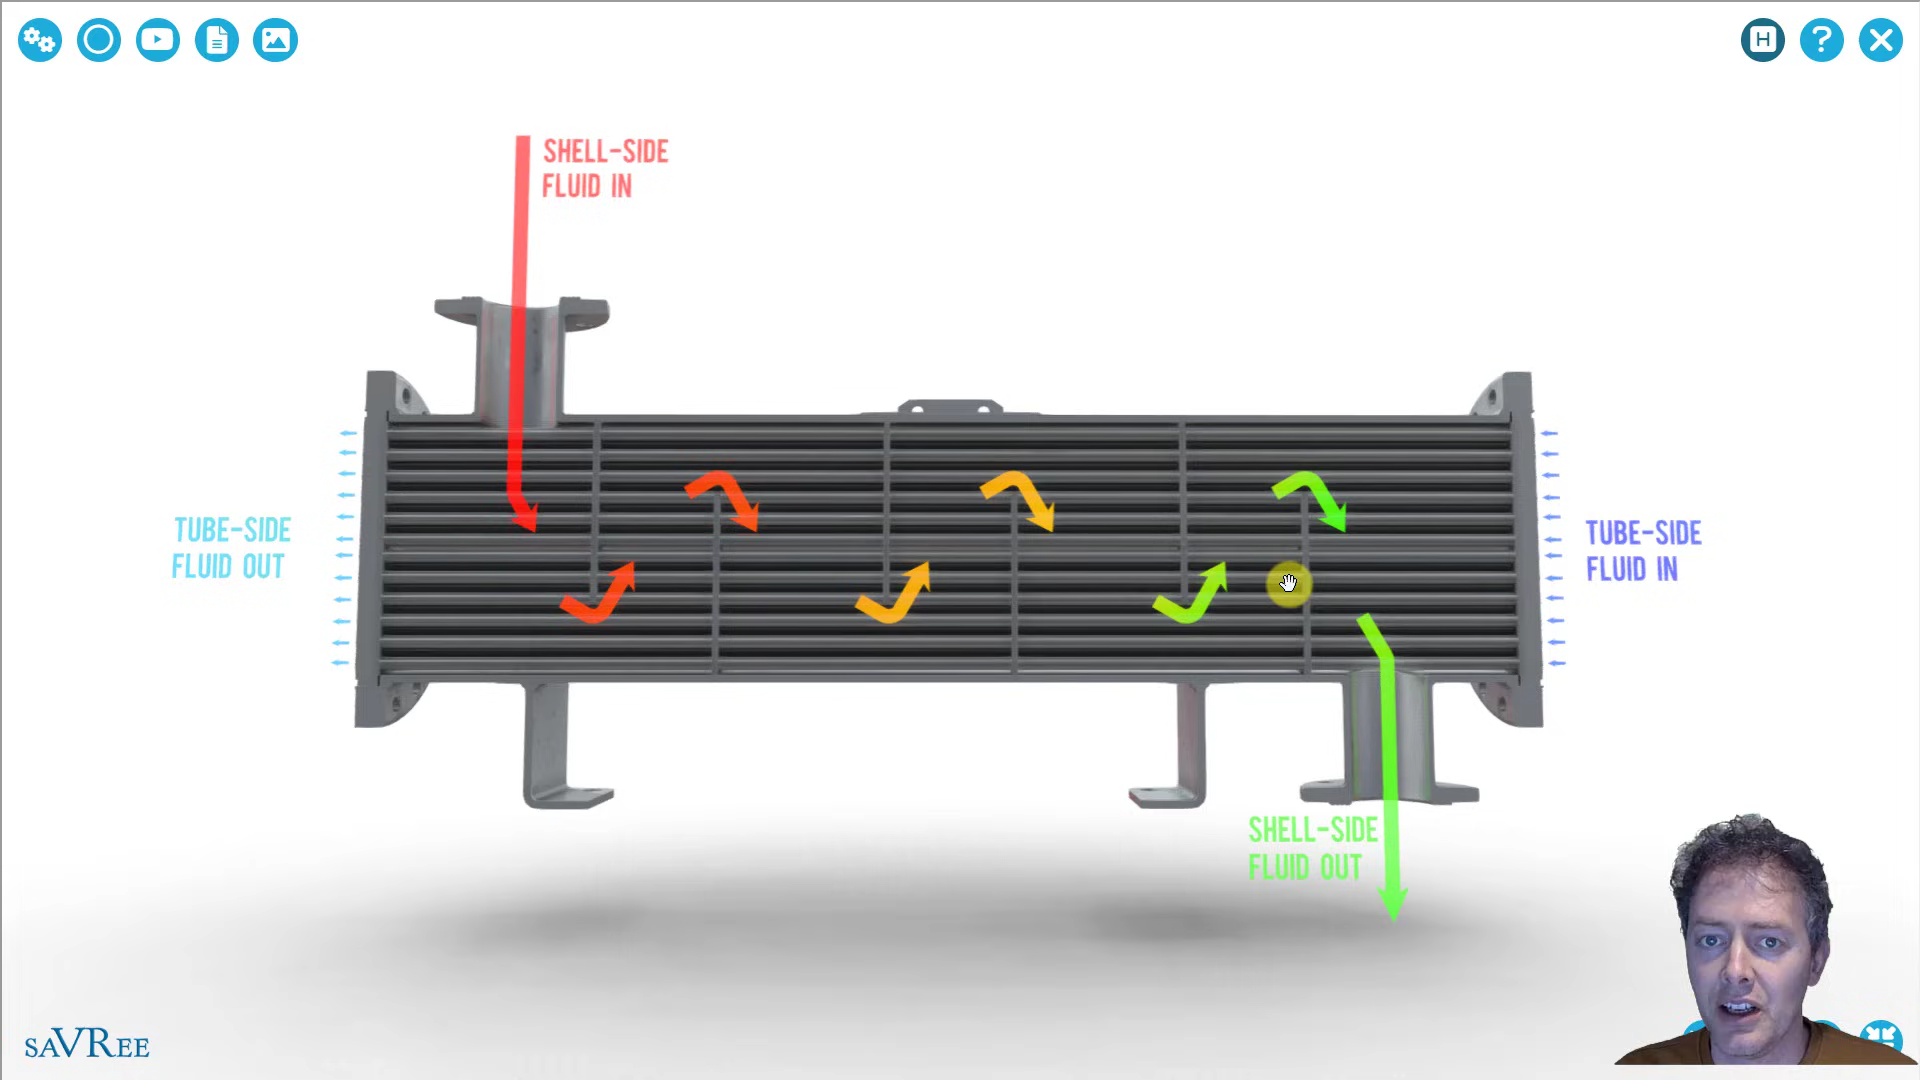 H
?
SHELL-SIDE
FLUID IN
TUBE-SIDE
FLUID OUT
TUBE-SIDE
FLUID IN
SHELL-SIDE
FLUID OUT
saVRee